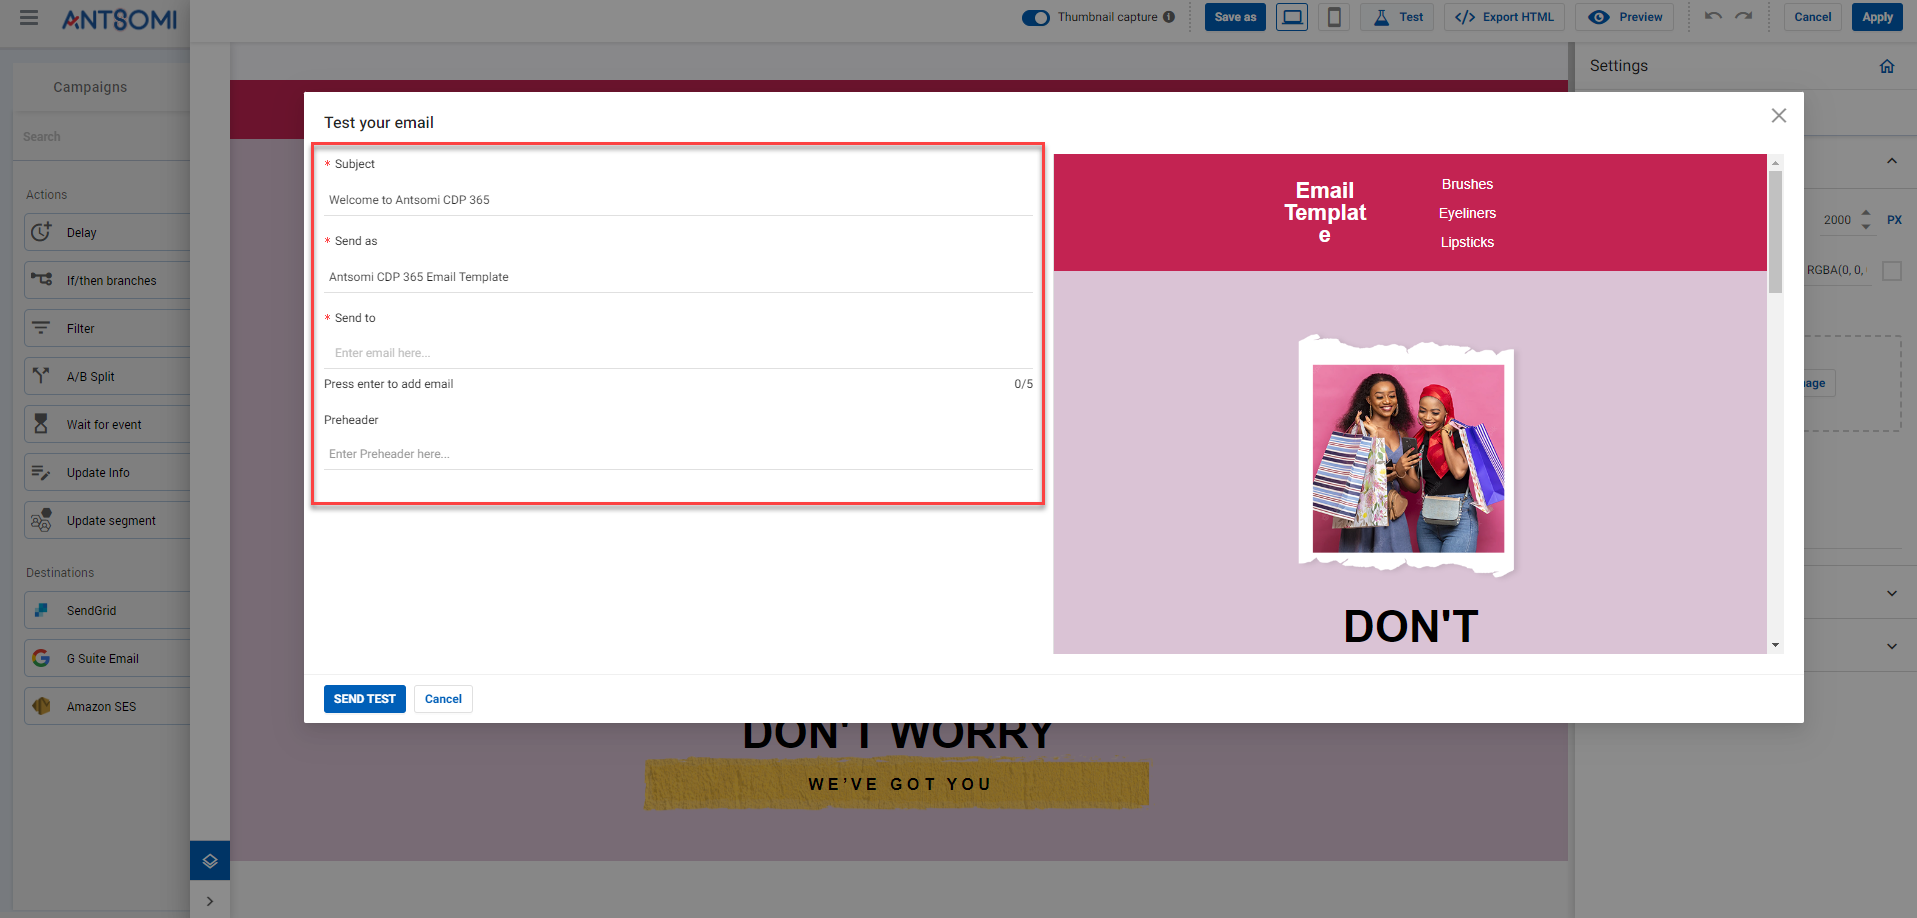 ANTSOMI
Thumbnail capture
Save as
Test
</> Export HTML
Preview
Cancel
Apply
Campaigns
Search
Actions
Delay
If/then branches
Filter
A/B Split
Wait for event
Update Info
Update segment
Destinations
SendGrid
G Suite Email
Amazon SES
Settings
2000
PX
RGBA(0, 0,
age
Test your email
* Subject
Welcome to Antsomi CDP 365
* Send as
Antsomi CDP 365 Email Template
* Send to
Enter email here...
Press enter to add email
0/5
Preheader
Enter Preheader here...
Email
Templat
e
Brushes
Eyeliners
Lipsticks
DON'T
SEND TEST
Cancel
DON'T WORRY
WE'VE GOT YOU